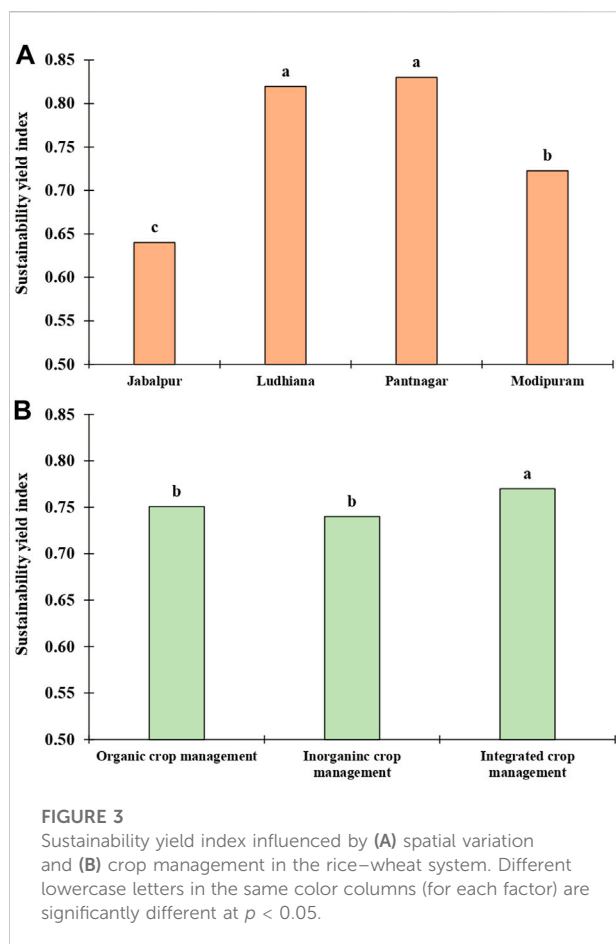 A
Sustainability yield index
0.85
0.80
0.75
0.70
0.65
0.60
0.55
0.50
c
a
a
b
Jabalpur
Ludhiana
Pantnagar
Modipuram
B
Sustainability yield index
0.85
0.80
0.75
0.70
0.65
0.60
0.55
0.50
b
b
a
Organic crop management
Inorganinc crop
management
Integrated crop
management
FIGURE 3
Sustainability yield index influenced by (A) spatial variation
and (B) crop management in the rice–wheat system. Different
lowercase letters in the same color columns (for each factor) are
significantly different at p < 0.05.